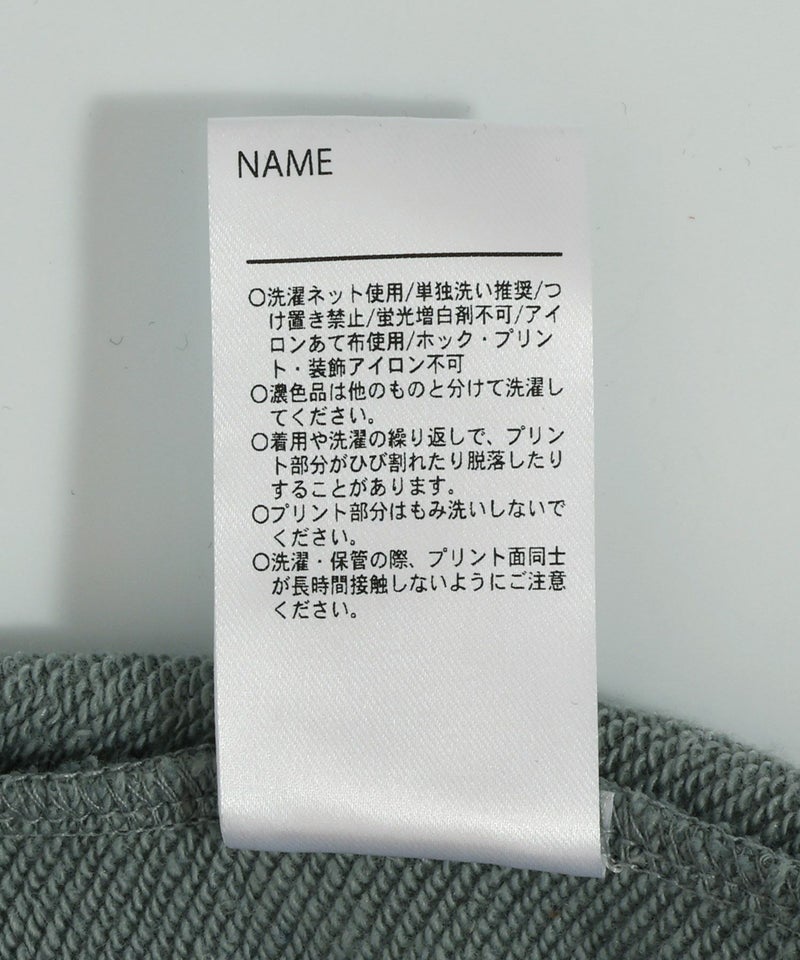 NAME
○洗濯ネット使用/単独洗い推奨/つ
け置き禁止/蛍光増白剤不可/アイ
ロンあて布使用/ホック・プリン
ト・装飾アイロン不可
○濃色品は他のものと分けて洗濯し
てください。
○着用や洗濯の繰り返しで、プリン
ト部分がひび割れたり脱落したり
することがあります。
○プリント部分はもみ洗いしないで
ください。
○洗濯・保管の際、プリント面同士
が長時間接触しないようにご注意
ください。